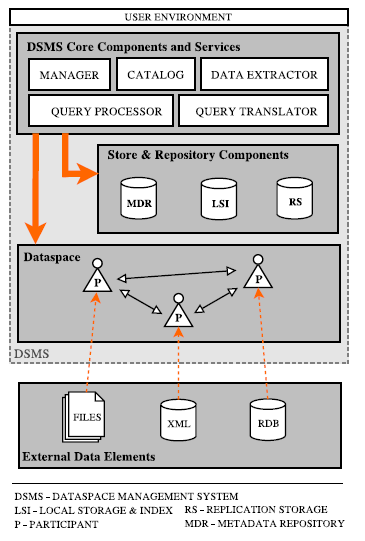 USER ENVIRONMENT
DSMS Core Components and Services
MANAGER
CATALOG
DATA EXTRACTOR
QUERY PROCESSOR
QUERY TRANSLATOR
Store & Repository Components
MDR
LSI
RS
Dataspace
P
P
P
DSMS
FILES
XML
RDB
External Data Elements
DSMS – DATASPACE MANAGEMENT SYSTEM
LSI – LOCAL STORAGE & INDEX
RS – REPLICATION STORAGE
P – PARTICIPANT
MDR – METADATA REPOSITORY